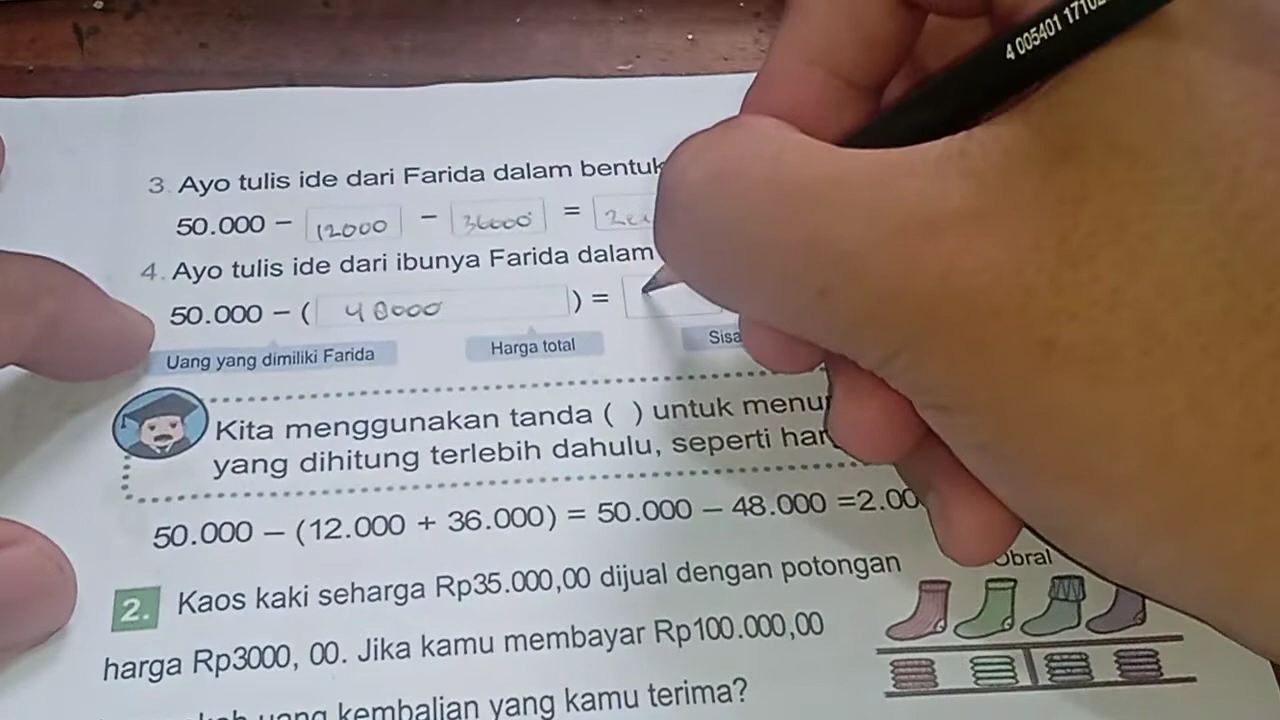 4 005401 1710
3. Ayo tulis ide dari Farida dalam bentuk
50.000 − 12000 − 36000 =
4. Ayo tulis ide dari ibunya Farida dalam
50.000 − ( 48000 ) =
Uang yang dimiliki Farida Harga total Sisa
Kita menggunakan tanda ( ) untuk
yang dihitung terlebih dahulu, seperti
50.000 − (12.000 + 36.000) = 50.000 − 48.000 =2.00
Obral
2. Kaos kaki seharga Rp35.000,00 dijual dengan potongan
harga Rp3000, 00. Jika kamu membayar Rp100.000,00
uang kembalian yang kamu terima?